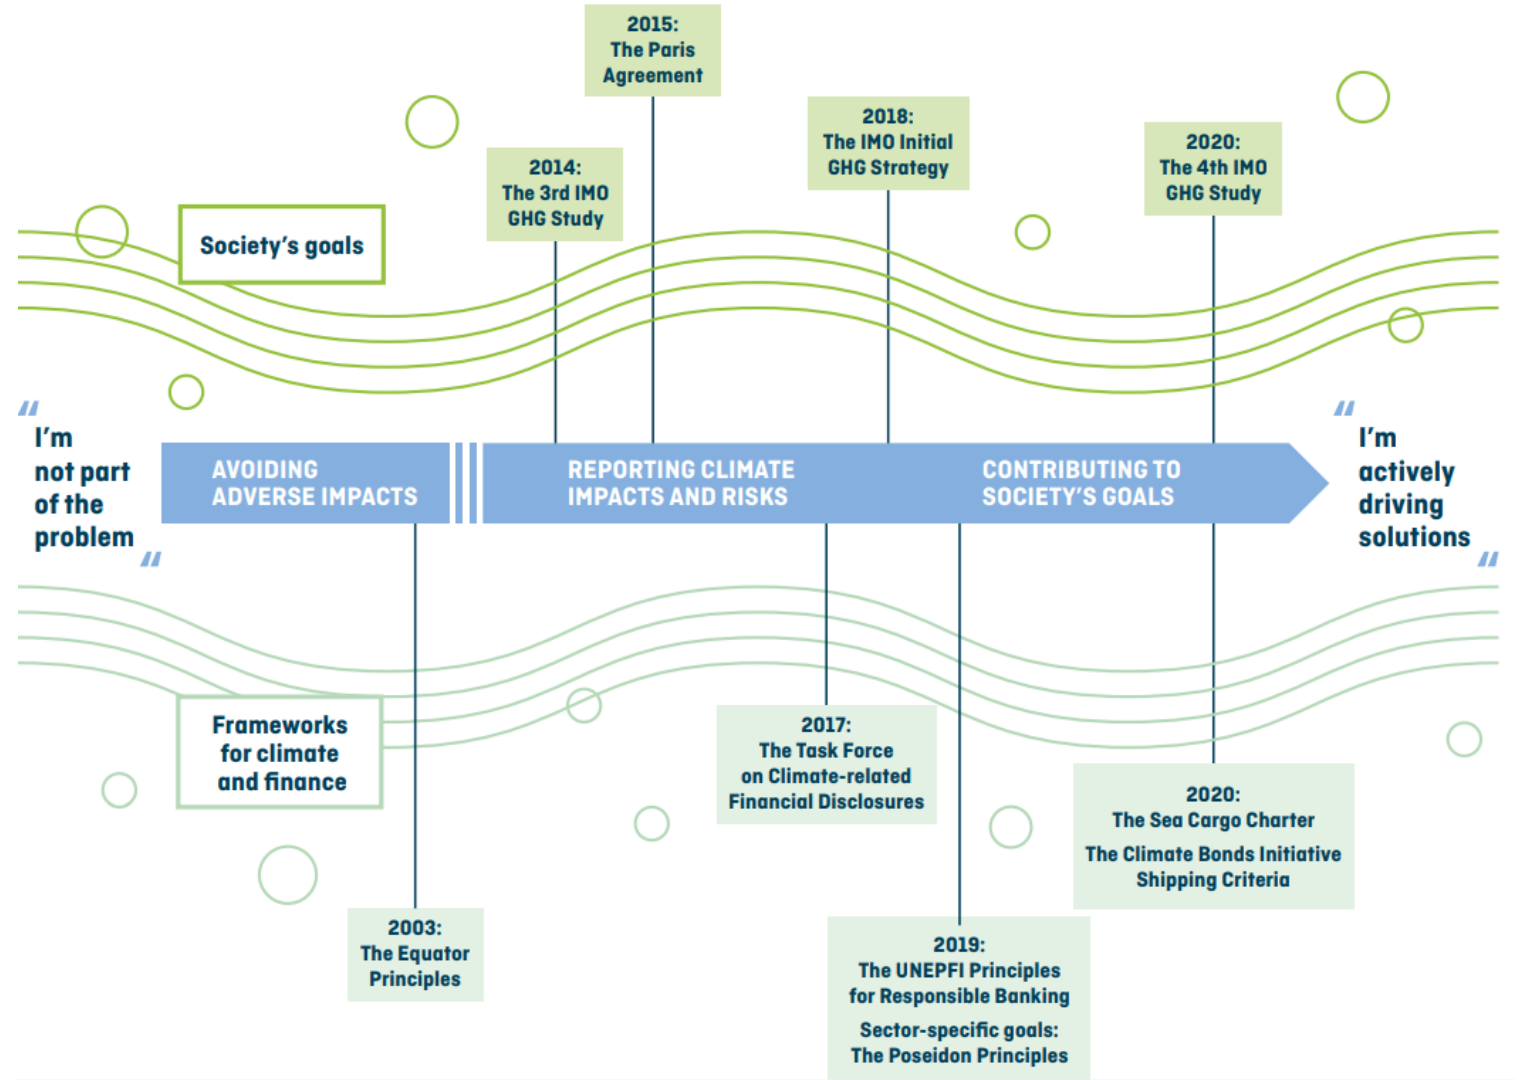 2015:
The Paris
Agreement
2018:
The IMO Initial
GHG Strategy
2020:
The 4th IMO
GHG Study
2014:
The 3rd IMO
GHG Study
Society's goals
"I'm
not part
of the
problem"
AVOIDING
ADVERSE IMPACTS
REPORTING CLIMATE
IMPACTS AND RISKS
CONTRIBUTING TO
SOCIETY'S GOALS
"I'm
actively
driving
solutions"
Frameworks
for climate
and finance
2017:
The Task Force
on Climate-related
Financial Disclosures
2020:
The Sea Cargo Charter
The Climate Bonds Initiative
Shipping Criteria
2003:
The Equator
Principles
2019:
The UNEPFI Principles
for Responsible Banking
Sector-specific goals:
The Poseidon Principles